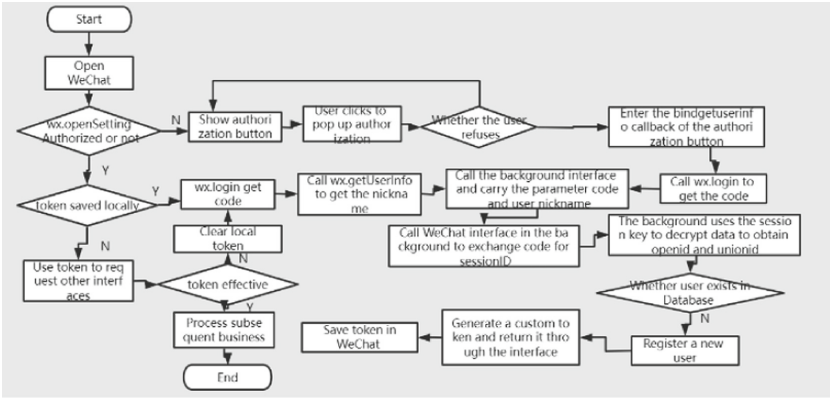 Start
Open
WeChat
wx.openSetting
Authorized or not
N
Show authori
zation button
User clicks to
pop up author
ization
Whether the user
refuses
Enter the bindgetuserinf
o callback of the authori
zation button
Y
token saved locally
Y
wx.login get
code
Call wx.getUserInfo
to get the nickna
me
Call the background interface
and carry the parameter code
and user nickname
Call wx.login to
get the code
N
Clear local
token
Call WeChat interface in the ba
ckground to exchange code for
sessionID
The background uses the sessio
n key to decrypt data to obtain
openid and unionid
Use token to req
uest other interf
aces
N
token effective
Y
Whether user exists in
Database
N
Process subse
quent business
Save token in
WeChat
Generate a custom to
ken and return it thro
ugh the interface
Register a new
user
End